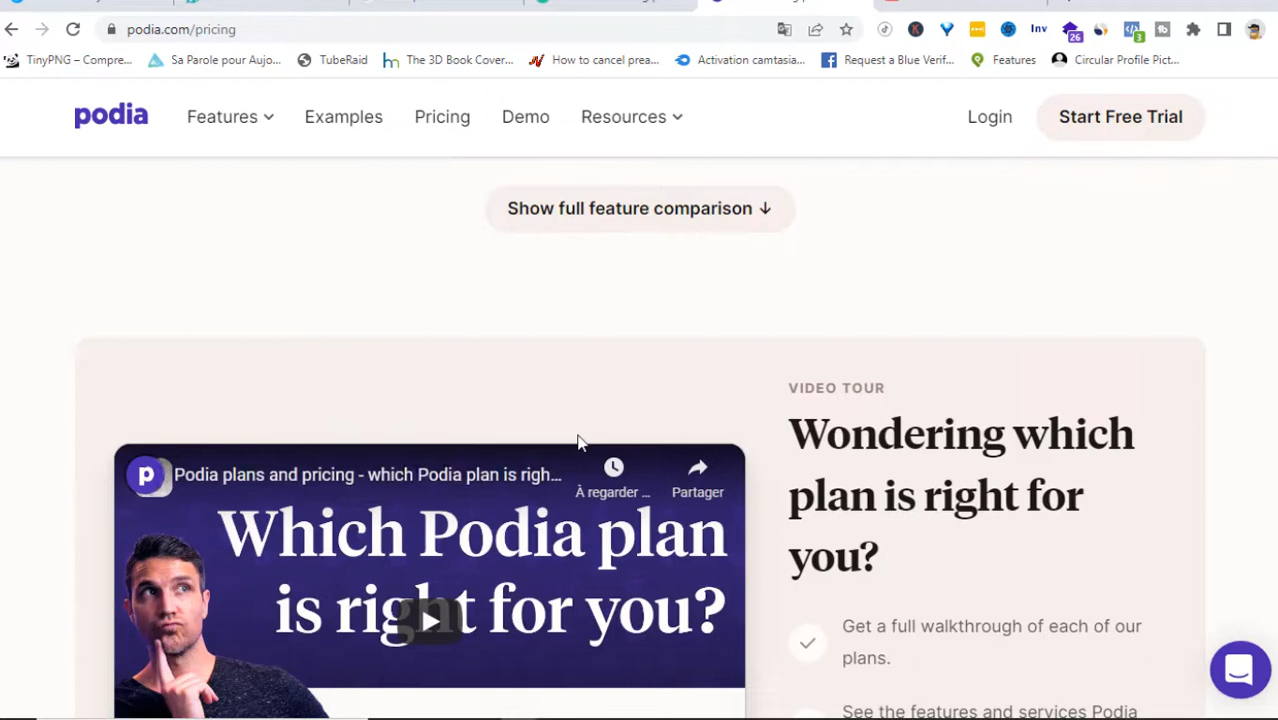 podia.com/pricing
Inv
26
3
TinyPNG – Compre...
Sa Parole pour Aujo...
TubeRaid
hm The 3D Book Cover...
How to cancel prea...
Activation camtasia...
Request a Blue Verif...
Features
Circular Profile Pict...
podia Features Examples Pricing Demo Resources Login Start Free Trial
Show full feature comparison ↓
VIDEO TOUR
Wondering which
plan is right for
you?
Podia plans and pricing - which Podia plan is righ...
À regarder ...
Partager
Which Podia plan
is right for you?
Get a full walkthrough of each of our
plans.
See the features and services Podia